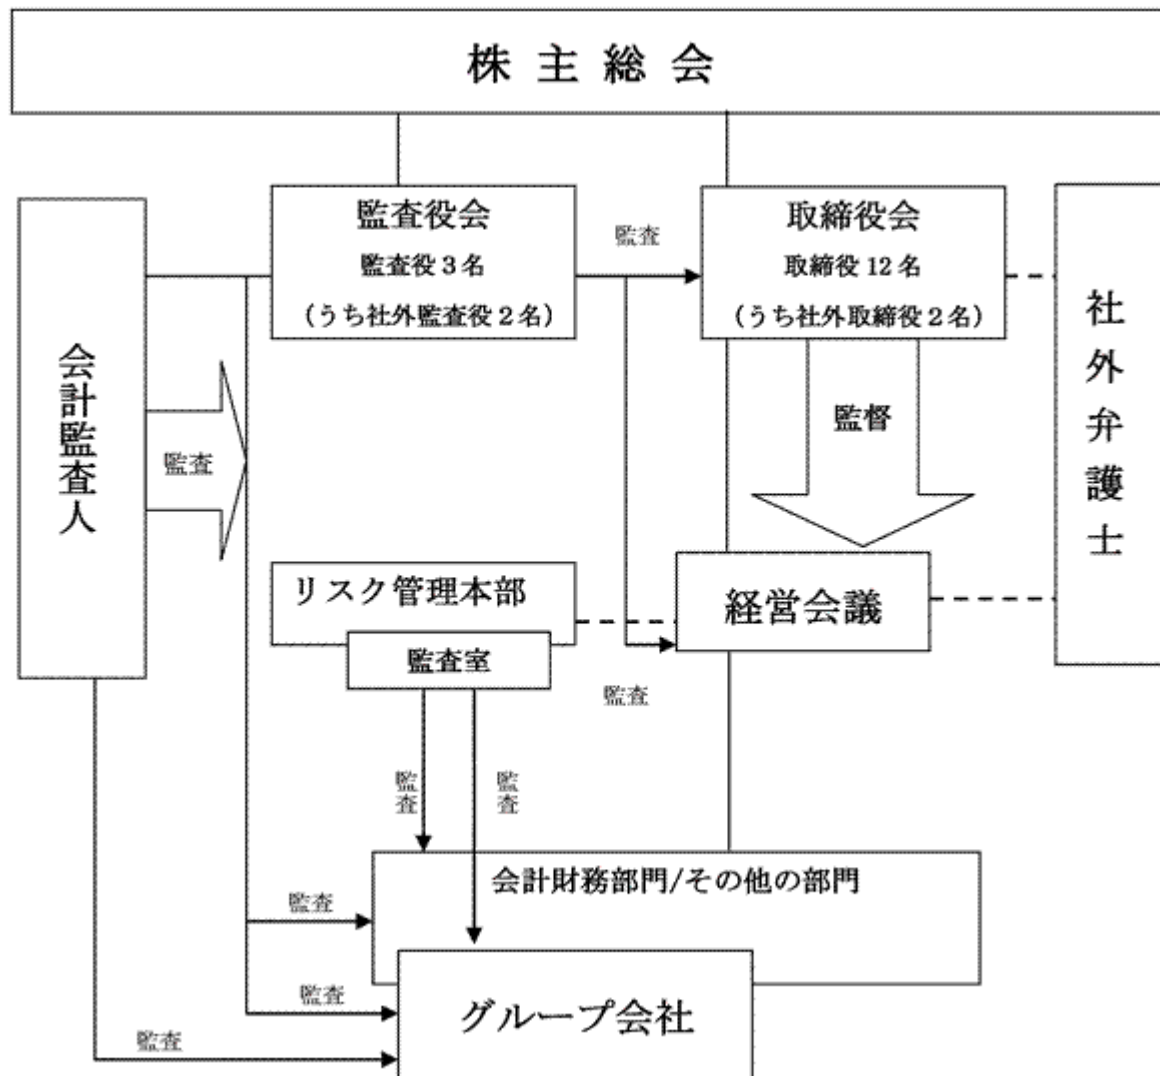 株主総会
監査役会
監査役3名
（うち社外監査役2名）
監査
取締役会
取締役12名
（うち社外取締役2名）
社外弁護士
会計監査人
監査
監督
リスク管理本部
監査室
経営会議
監査
監査
監査
会計財務部門/その他の部門
監査
監査
グループ会社
監査